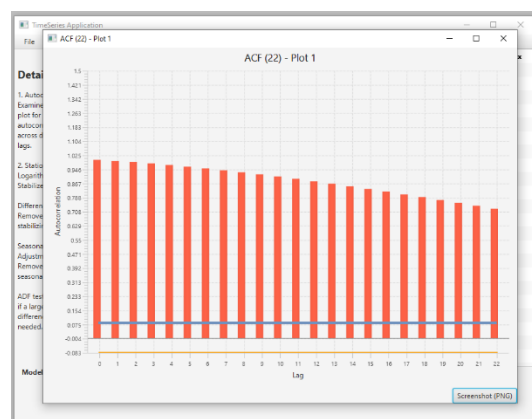 TimeSeries Application
File
ACF (22) - Plot 1
ACF (22) - Plot 1
Detai
1. Autoc
Examine
plot for
autocorr
across d
lags.
2. Statio
Logarith
Stabilize
Differen
Remove
stabilizin
Season
Adjustm
Remove
seasona
ADF tes
if a larg
differen
needed.
Model
Autocorrelation
1.5
1.421
1.342
1.263
1.183
1.104
1.025
0.946
0.867
0.788
0.708
0.629
0.55
0.471
0.392
0.313
0.233
0.154
0.075
-0.004
-0.083
0 1 2 3 4 5 6 7 8 9 10 11 12 13 14 15 16 17 18 19 20 21 22
Lag
Screenshot (PNG)